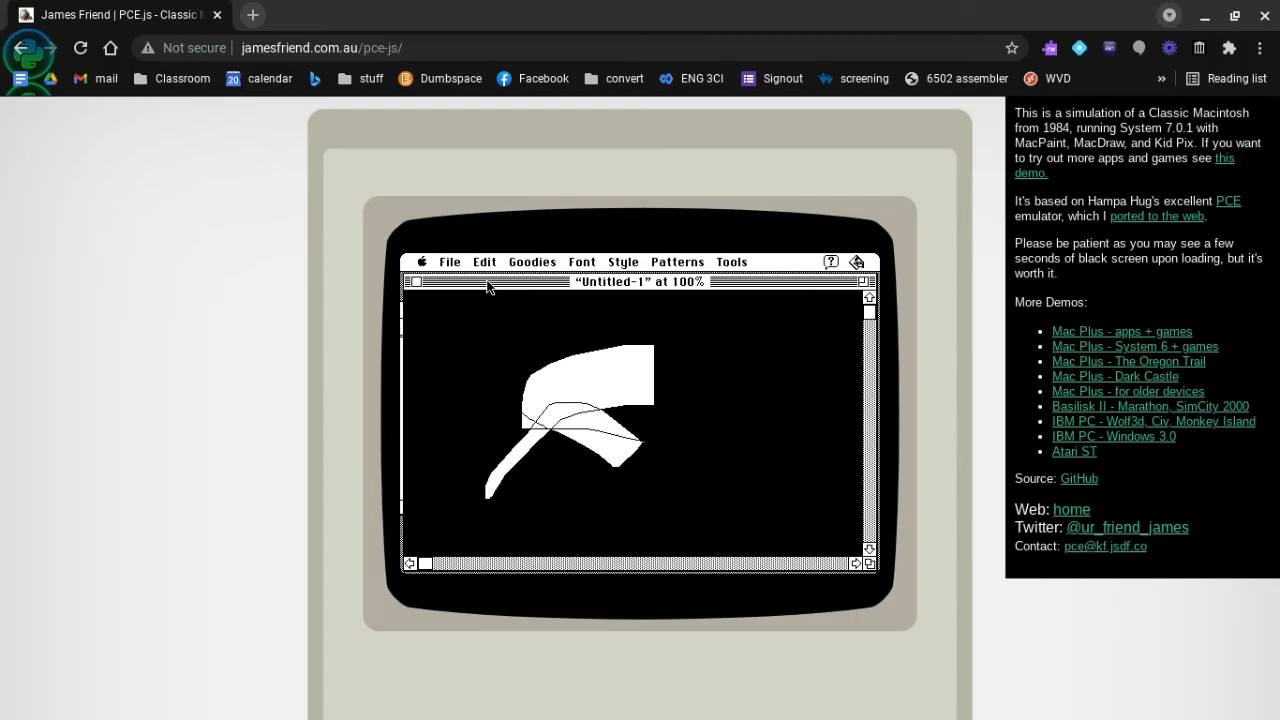 James Friend | PCE.js - Classic M
Not secure jamesfriend.com.au/pce-js/
mail Classroom 20 calendar stuff Dumbspace Facebook convert ENG 3CI Signout screening 6502 assembler WVD » Reading list
File Edit Goodies Font Style Patterns Tools ?
“Untitled-1” at 100%
This is a simulation of a Classic Macintosh
from 1984, running System 7.0.1 with
MacPaint, MacDraw, and Kid Pix. If you want
to try out more apps and games see this
demo.
It's based on Hampa Hug's excellent PCE
emulator, which I ported to the web.
Please be patient as you may see a few
seconds of black screen upon loading, but it's
worth it.
More Demos:
Mac Plus - apps + games
Mac Plus - System 6 + games
Mac Plus - The Oregon Trail
Mac Plus - Dark Castle
Mac Plus - for older devices
Basilisk II - Marathon, SimCity 2000
IBM PC - Wolf3d, Civ, Monkey Island
IBM PC - Windows 3.0
Atari ST
Source: GitHub
Web: home
Twitter: @ur_friend_james
Contact: pce@kf.jsdf.co